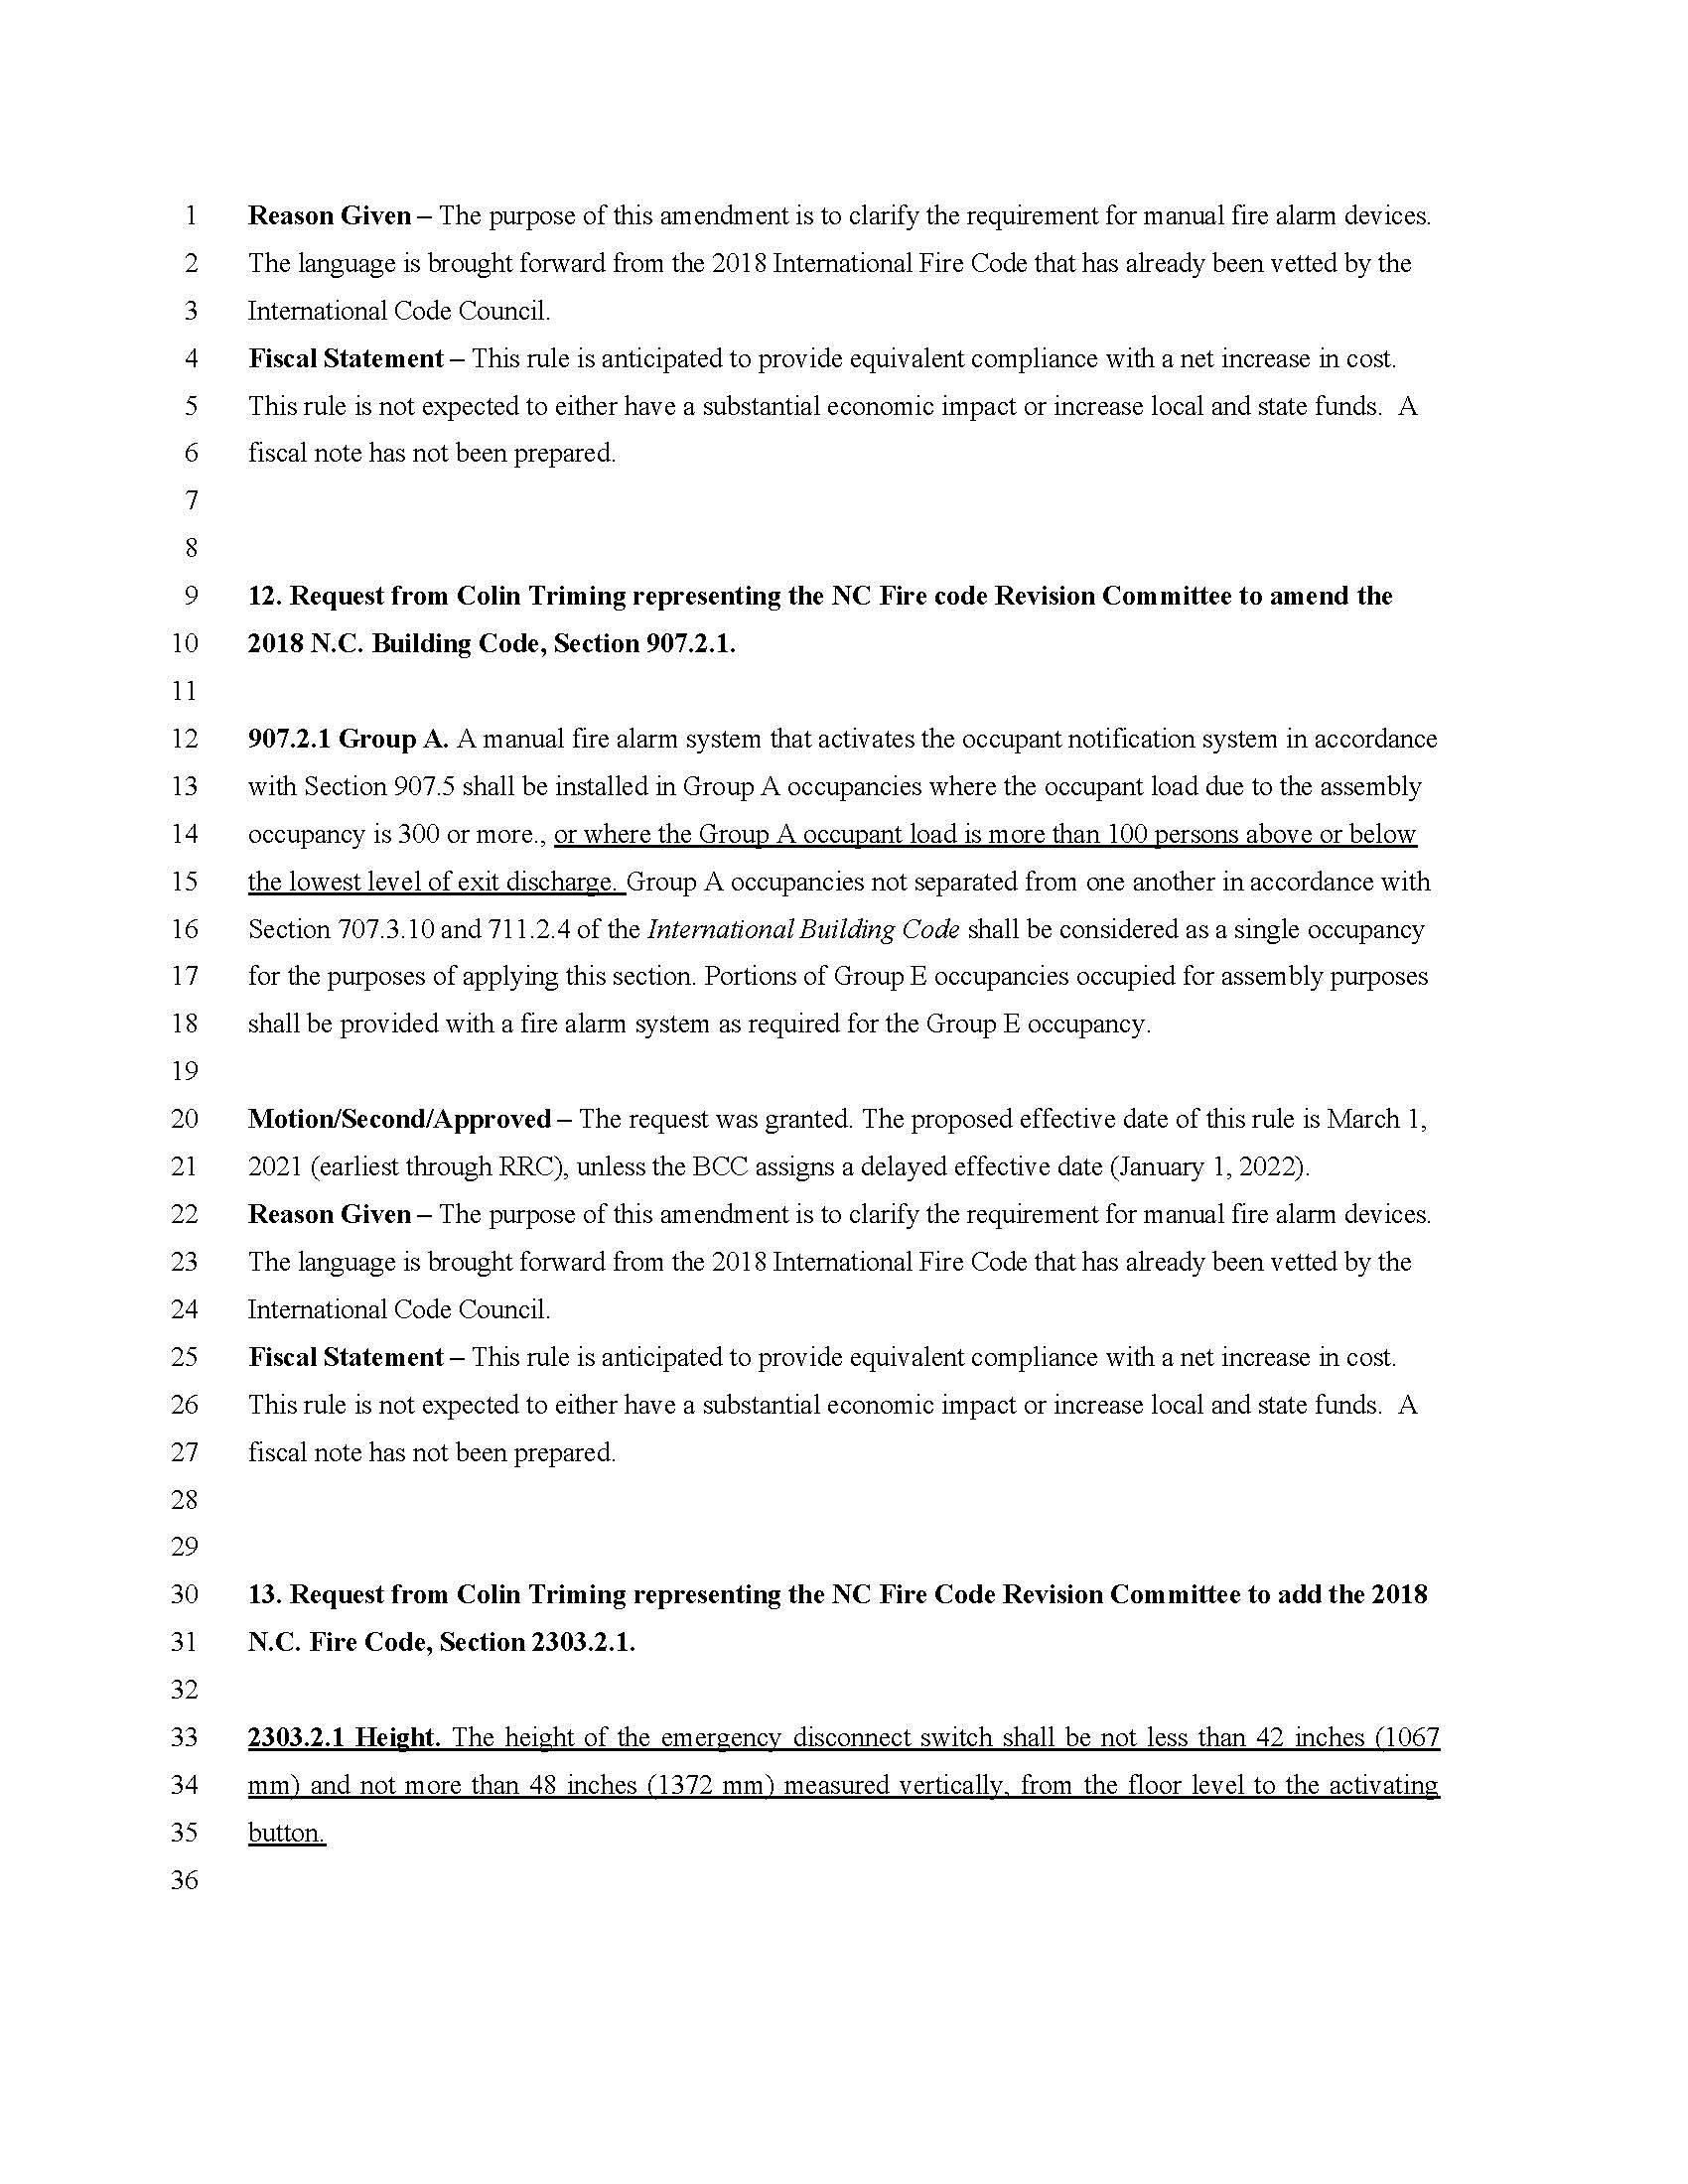 1 Reason Given – The purpose of this amendment is to clarify the requirement for manual fire alarm devices.
2 The language is brought forward from the 2018 International Fire Code that has already been vetted by the
3 International Code Council.
4 Fiscal Statement – This rule is anticipated to provide equivalent compliance with a net increase in cost.
5 This rule is not expected to either have a substantial economic impact or increase local and state funds.  A
6 fiscal note has not been prepared.
7
8
9 12. Request from Colin Triming representing the NC Fire code Revision Committee to amend the
10 2018 N.C. Building Code, Section 907.2.1.
11
12 907.2.1 Group A. A manual fire alarm system that activates the occupant notification system in accordance
13 with Section 907.5 shall be installed in Group A occupancies where the occupant load due to the assembly
14 occupancy is 300 or more., or where the Group A occupant load is more than 100 persons above or below
15 the lowest level of exit discharge. Group A occupancies not separated from one another in accordance with
16 Section 707.3.10 and 711.2.4 of the International Building Code shall be considered as a single occupancy
17 for the purposes of applying this section. Portions of Group E occupancies occupied for assembly purposes
18 shall be provided with a fire alarm system as required for the Group E occupancy.
19
20 Motion/Second/Approved – The request was granted. The proposed effective date of this rule is March 1,
21 2021 (earliest through RRC), unless the BCC assigns a delayed effective date (January 1, 2022).
22 Reason Given – The purpose of this amendment is to clarify the requirement for manual fire alarm devices.
23 The language is brought forward from the 2018 International Fire Code that has already been vetted by the
24 International Code Council.
25 Fiscal Statement – This rule is anticipated to provide equivalent compliance with a net increase in cost.
26 This rule is not expected to either have a substantial economic impact or increase local and state funds.  A
27 fiscal note has not been prepared.
28
29
30 13. Request from Colin Triming representing the NC Fire Code Revision Committee to add the 2018
31 N.C. Fire Code, Section 2303.2.1.
32
33 2303.2.1 Height. The height of the emergency disconnect switch shall be not less than 42 inches (1067
34 mm) and not more than 48 inches (1372 mm) measured vertically, from the floor level to the activating
35 button.
36